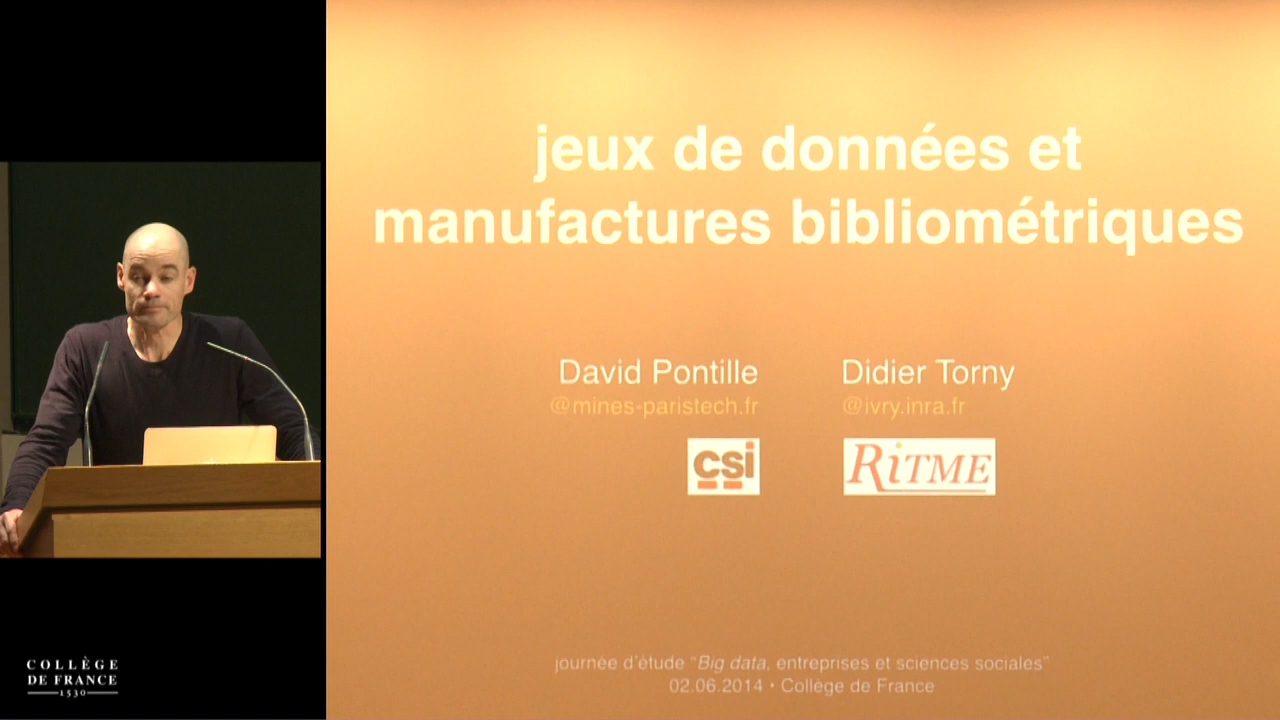 jeux de données et
manufactures bibliométriques
David Pontille
@mines-paristech.fr
Didier Torny
@ivry.inra.fr
csi
RiTME
journée d'étude "Big data, entreprises et sciences sociales"
02.06.2014 • Collège de France
COLLÈGE
DE FRANCE
1530